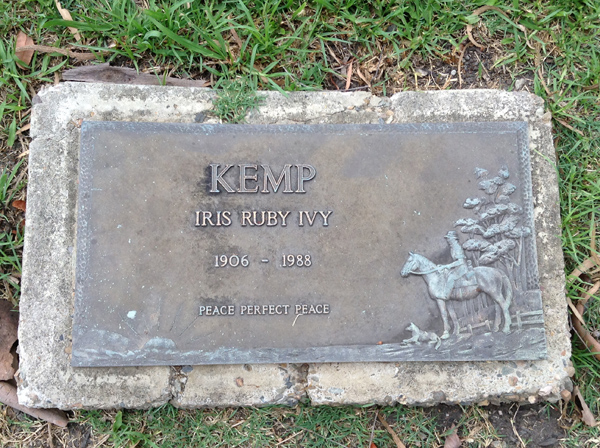 KEMP
IRIS RUBY IVY
1906 - 1988
PEACE PERFECT PEACE